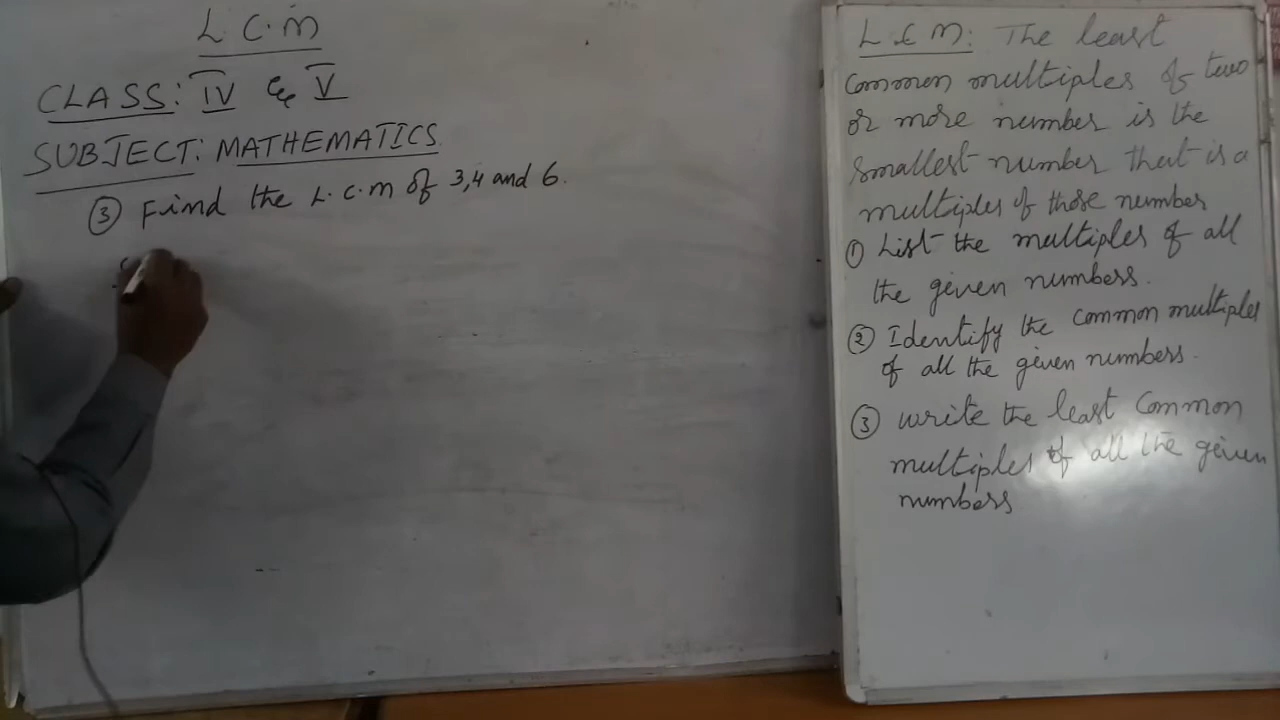 L C.M
CLASS: IV & V
SUBJECT: MATHEMATICS.
③ Find the L.C.M of 3,4 and 6.
L.C M: The least
Common multiples of two
or more number is the
smallest number that is a
multiples of those number
① List the multiples of all
the given numbers.
② Identify the common multiples
of all the given numbers.
③ write the least Common
multiples of all the given
numbers